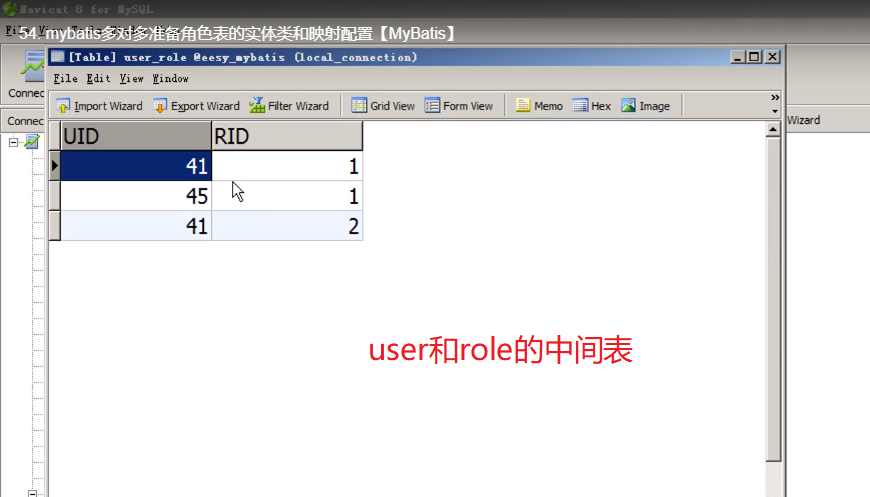 Navicat 8 for MySQL
54. mybatis多对多准备角色表的实体类和映射配置【MyBatis】
[Table] user_role @eesy_mybatis (local_connection)
File Edit View Window
Connec
Import Wizard Export Wizard Filter Wizard Grid View Form View Memo Hex Image »
Connec
Wizard
UID RID
41 1
45 1
41 2
user和role的中间表